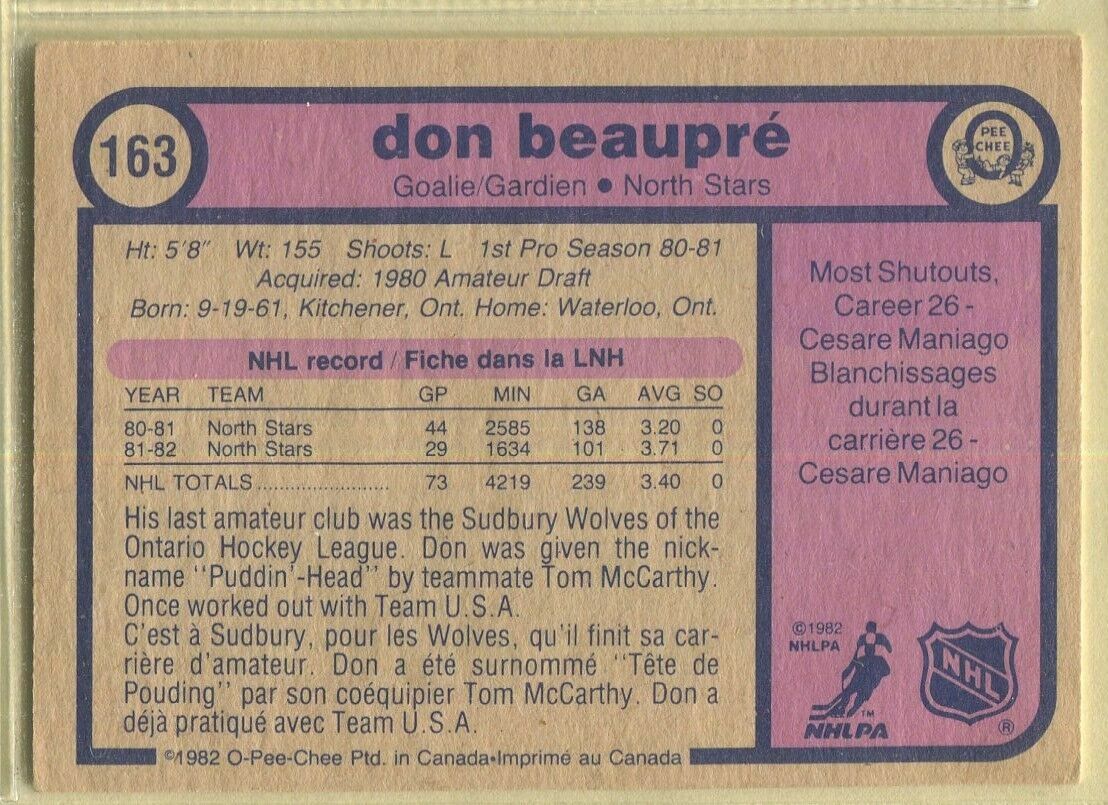 163
don beaupré
PEE
CHEE
Goalie/Gardien • North Stars
Ht: 5'8" Wt: 155 Shoots: L 1st Pro Season 80-81
Acquired: 1980 Amateur Draft
Born: 9-19-61, Kitchener, Ont. Home: Waterloo, Ont.
NHL record / Fiche dans la LNH
YEAR TEAM GP MIN GA AVG SO
80-81 North Stars 44 2585 138 3.20 0
81-82 North Stars 29 1634 101 3.71 0
NHL TOTALS........................ 73 4219 239 3.40 0
His last amateur club was the Sudbury Wolves of the
Ontario Hockey League. Don was given the nick-
name "Puddin'-Head" by teammate Tom McCarthy.
Once worked out with Team U.S.A.
C'est à Sudbury, pour les Wolves, qu'il finit sa car-
rière d'amateur. Don a été surnommé "Tête de
Pouding" par son coéquipier Tom McCarthy. Don a
déjà pratiqué avec Team U.S.A.
Most Shutouts,
Career 26 -
Cesare Maniago
Blanchissages
durant la
carrière 26 -
Cesare Maniago
©1982
NHLPA
TM
NHLPA
NHL
®
©1982 O-Pee-Chee Ptd. in Canada•Imprimé au Canada